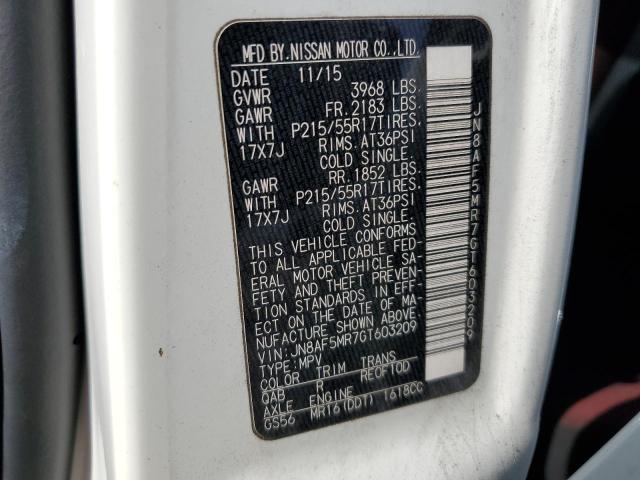 MFD BY NISSAN MOTOR CO.,LTD.
DATE 11/15
GVWR 3968 LBS.
GAWR FR. 2183 LBS.
WITH P215/55R17TIRES.
17X7J RIMS. AT36PSI
COLD SINGLE.
GAWR RR. 1852 LBS.
WITH P215/55R17TIRES.
17X7J RIMS. AT36PSI
COLD SINGLE.
THIS VEHICLE CONFORMS
TO ALL APPLICABLE FED-
ERAL MOTOR VEHICLE SA-
FETY AND THEFT PREVEN-
TION STANDARDS IN EFF-
ECT ON THE DATE OF MA-
NUFACTURE SHOWN ABOVE.
VIN: JN8AF5MR7GT603209
TYPE: MPV
COLOR TRIM TRANS
QAB R RE0F10D
AXLE ENGINE
GS56 MR16(DDT) 1618CC
JN8AF5MR7GT603209